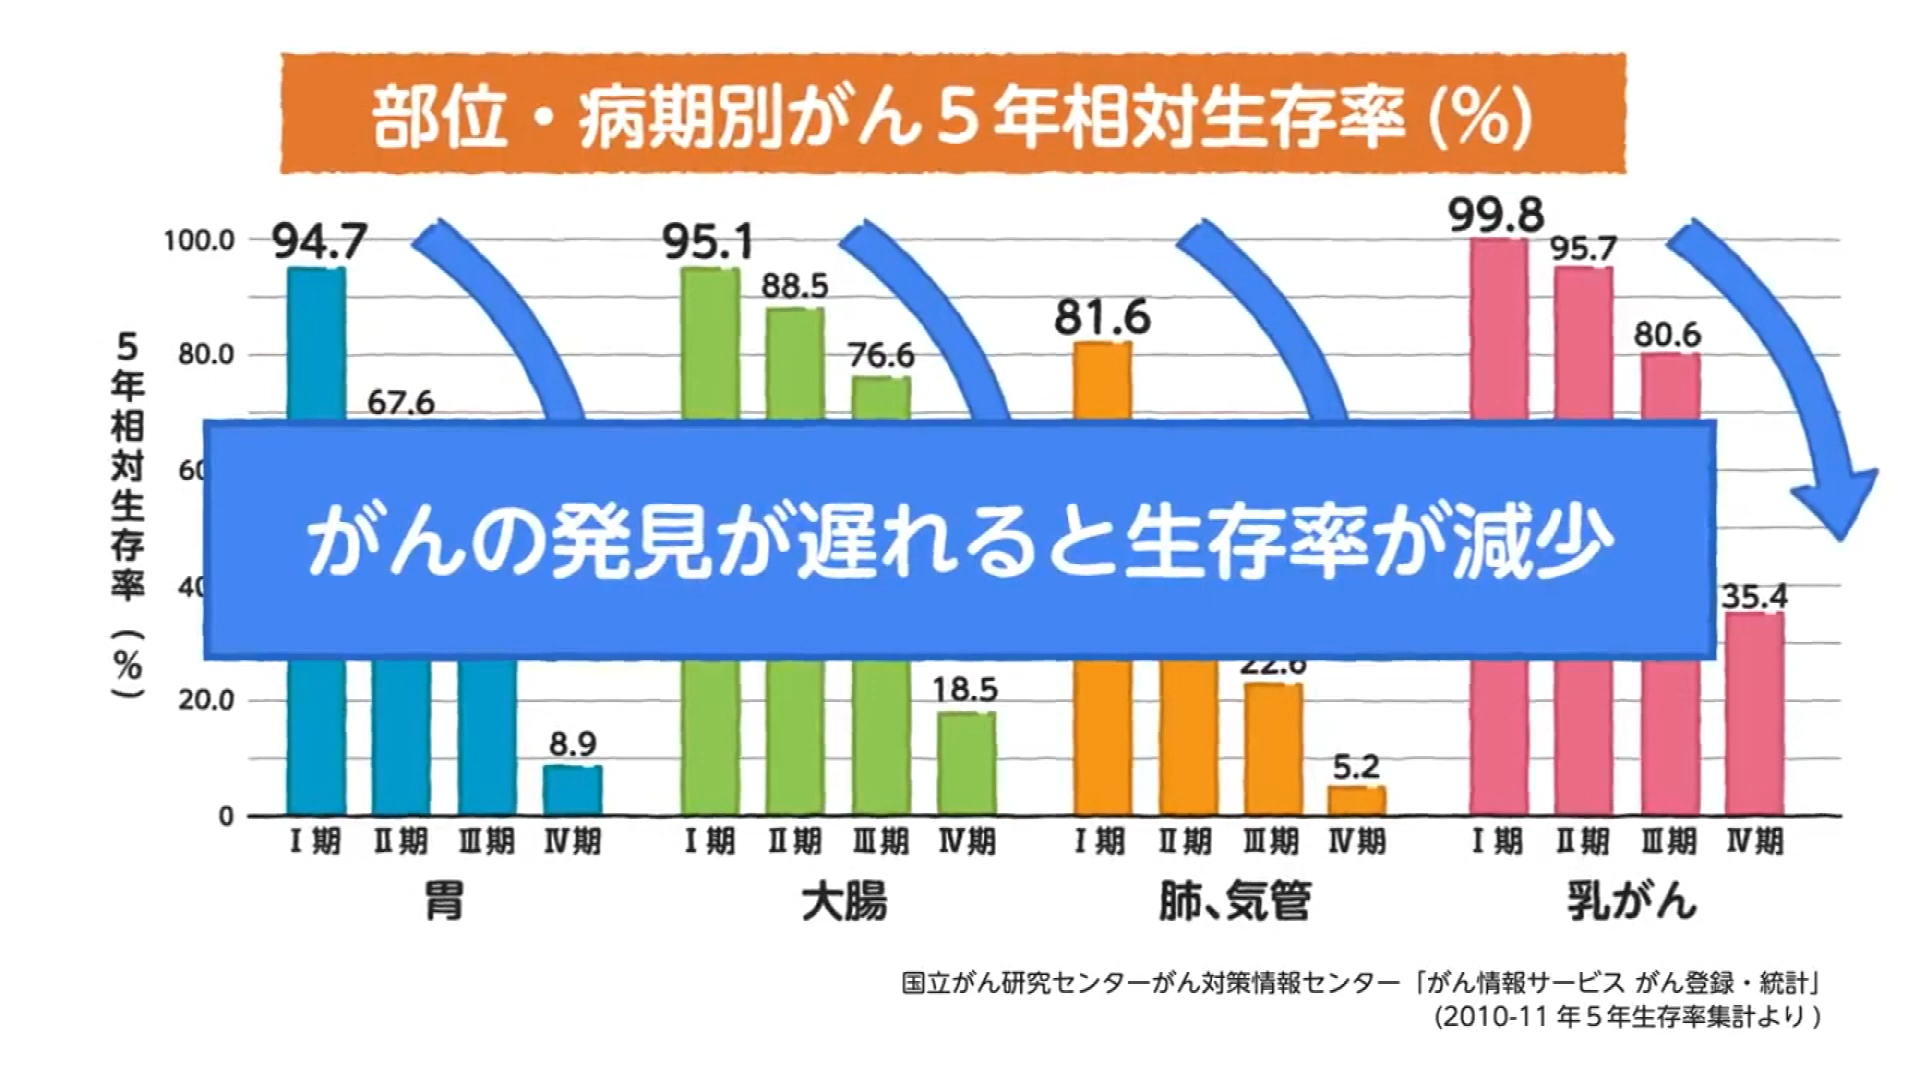 部位・病期別がん5年相対生存率(%)
5年相対生存率(%)
100.0
80.0
20.0
0
94.7
67.6
8.9
95.1
88.5
76.6
18.5
81.6
22.6
5.2
99.8
95.7
80.6
35.4
がんの発見が遅れると生存率が減少
Ⅰ期 Ⅱ期 Ⅲ期 Ⅳ期 Ⅰ期 Ⅱ期 Ⅲ期 Ⅳ期 Ⅰ期 Ⅱ期 Ⅲ期 Ⅳ期 Ⅰ期 Ⅱ期 Ⅲ期 Ⅳ期
胃 大腸 肺、気管 乳がん
国立がん研究センターがん対策情報センター「がん情報サービス がん登録・統計」
(2010-11年5年生存率集計より)